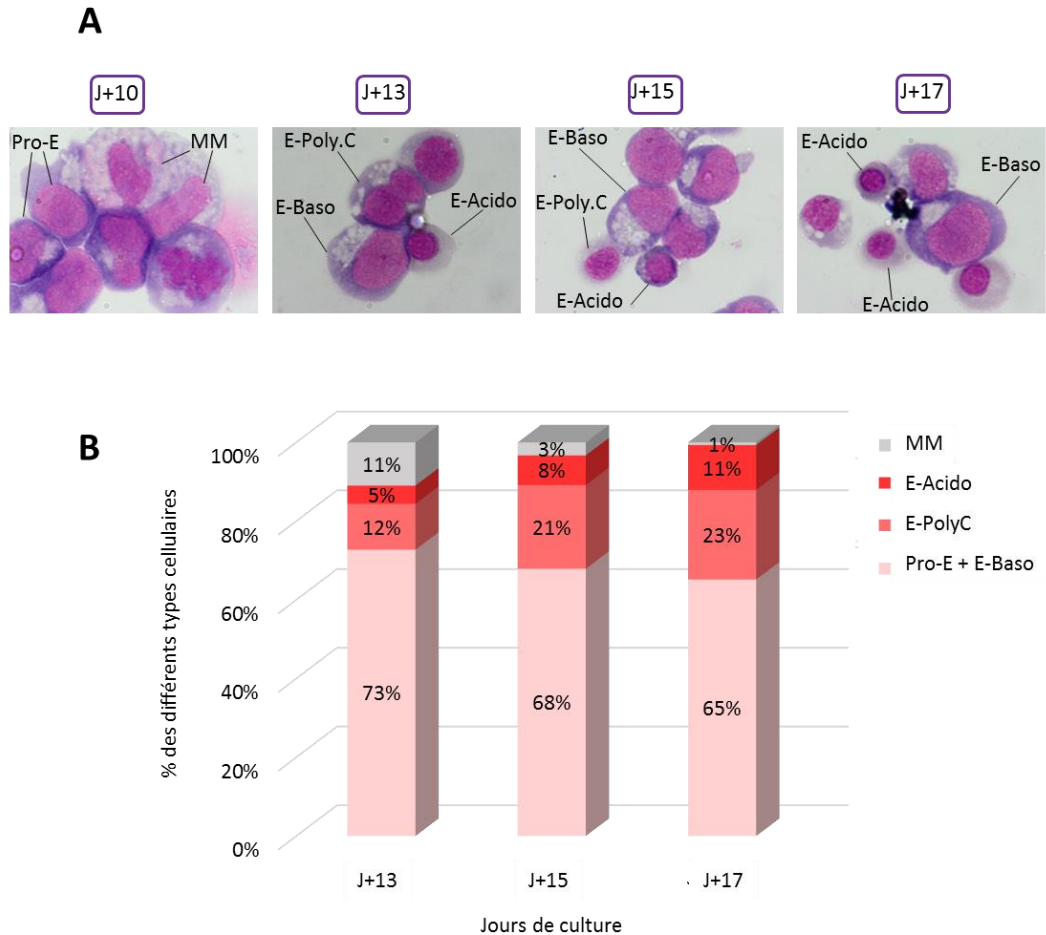 A
J+10
J+13
J+15
J+17
Pro-E
MM
E-Poly.C
E-Baso
E-Acido
E-Baso
E-Poly.C
E-Acido
E-Acido
E-Baso
E-Acido
B
% des différents types cellulaires
100%
80%
60%
40%
20%
0%
11%
5%
12%
73%
3%
8%
21%
68%
1%
11%
23%
65%
MM
E-Acido
E-PolyC
Pro-E + E-Baso
J+13
J+15
J+17
Jours de culture